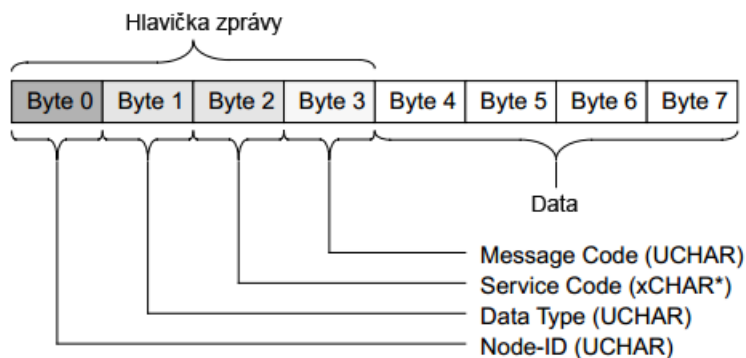 Hlavička zprávy
Byte 0 Byte 1 Byte 2 Byte 3 Byte 4 Byte 5 Byte 6 Byte 7
Data
Message Code (UCHAR)
Service Code (xCHAR*)
Data Type (UCHAR)
Node-ID (UCHAR)